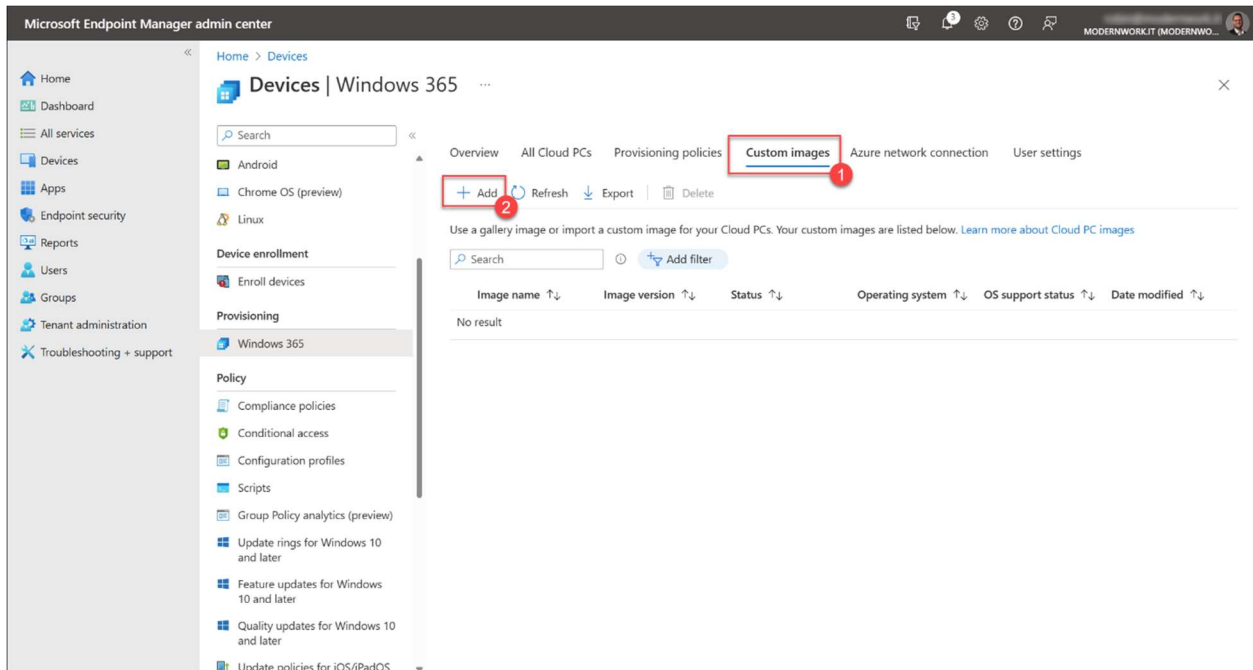 Microsoft Endpoint Manager admin center
3
MODERNWORK.IT (MODERNWO...
Home
Dashboard
All services
Devices
Apps
Endpoint security
Reports
Users
Groups
Tenant administration
Troubleshooting + support
Home > Devices
Devices | Windows 365 ...
Search
Android
Chrome OS (preview)
Linux
Device enrollment
Enroll devices
Provisioning
Windows 365
Policy
Compliance policies
Conditional access
Configuration profiles
Scripts
Group Policy analytics (preview)
Update rings for Windows 10
and later
Feature updates for Windows
10 and later
Quality updates for Windows 10
and later
Update policies for iOS/iPadOS
Overview All Cloud PCs Provisioning policies Custom images Azure network connection User settings
1
Add Refresh Export Delete
2
Use a gallery image or import a custom image for your Cloud PCs. Your custom images are listed below. Learn more about Cloud PC images
Search Add filter
Image name ↑↓ Image version ↑↓ Status ↑↓ Operating system ↑↓ OS support status ↑↓ Date modified ↑↓
No result